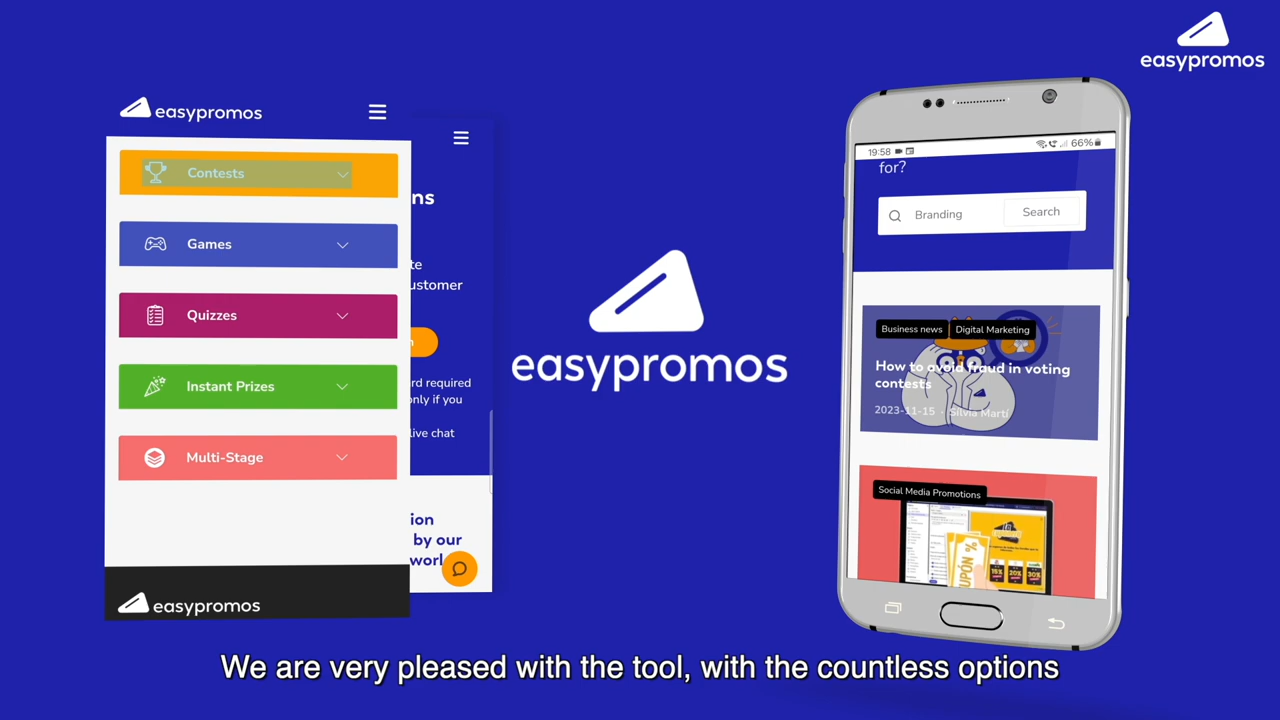 easypromos
easypromos
Contests
Games
Quizzes
Instant Prizes
Multi-Stage
easypromos
ns
te
ustomer
rd required
only if you
live chat
ion
by our
worl
easypromos
19:58
66%
for?
Branding
Search
Business news
Digital Marketing
How to avoid fraud in voting
contests
2023-11-15 - Silvia Martí
Social Media Promotions
We are very pleased with the tool, with the countless options